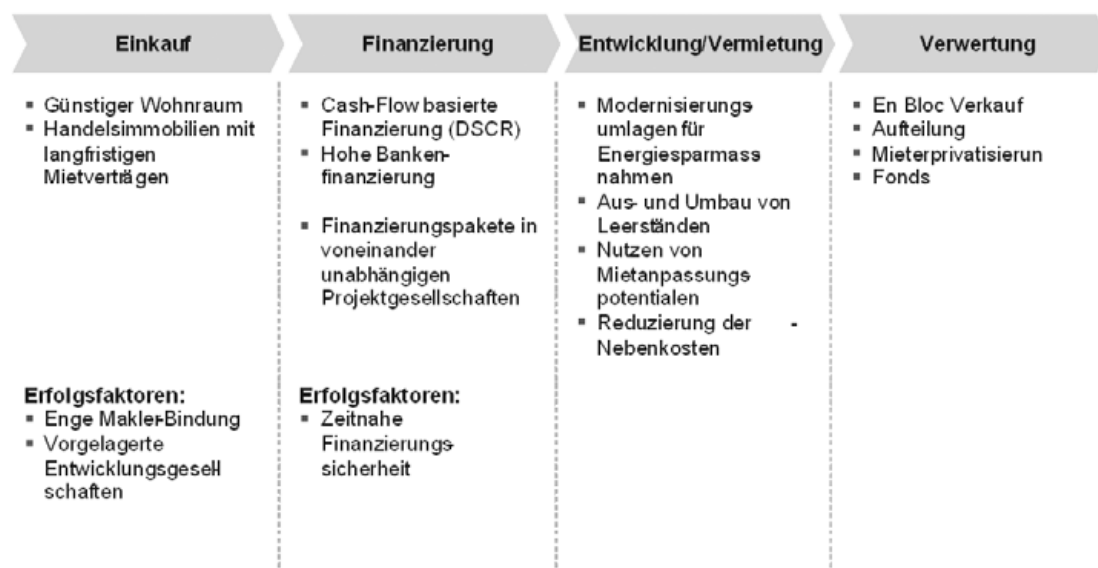 Einkauf
Finanzierung
Entwicklung/Vermietung
Verwertung
▪ Günstiger Wohnraum
▪ Handelsimmobilien mit
langfristigen
Mietverträgen
Erfolgsfaktoren:
▪ Enge Makler-Bindung
▪ Vorgelagerte
Entwicklungsgesell-
schaften
▪ Cash-Flow basierte
Finanzierung (DSCR)
▪ Hohe Banken-
finanzierung
▪ Finanzierungspakete in
voneinander
unabhängigen
Projektgesellschaften
Erfolgsfaktoren:
▪ Zeitnahe
Finanzierungs-
sicherheit
▪ Modernisierungs-
umlagen für
Energiesparmass-
nahmen
▪ Aus- und Umbau von
Leerständen
▪ Nutzen von
Mietanpassungs-
potentialen
▪ Reduzierung der -
Nebenkosten
▪ En Bloc Verkauf
▪ Aufteilung
▪ Mieterprivatisierun
▪ Fonds